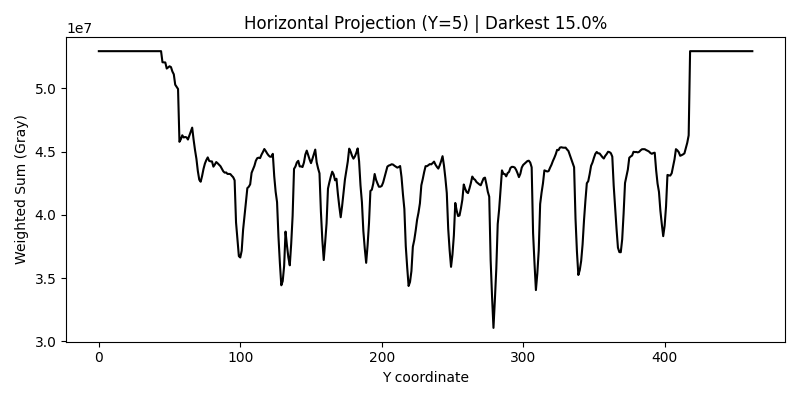 Horizontal Projection (Y=5) | Darkest 15.0%
1e7
5.0
4.5
4.0
3.5
3.0
Weighted Sum (Gray)
0 100 200 300 400
Y coordinate